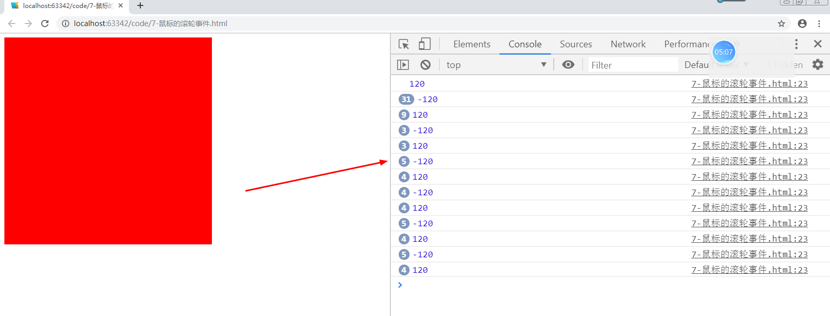 localhost:63342/code/7-鼠标的
localhost:63342/code/7-鼠标的滚轮事件.html
Elements Console Sources Network Performance
05:07
top Filter
120 7-鼠标的滚轮事件.html:23
31 -120 7-鼠标的滚轮事件.html:23
9 120 7-鼠标的滚轮事件.html:23
3 -120 7-鼠标的滚轮事件.html:23
3 120 7-鼠标的滚轮事件.html:23
5 -120 7-鼠标的滚轮事件.html:23
4 120 7-鼠标的滚轮事件.html:23
4 -120 7-鼠标的滚轮事件.html:23
4 120 7-鼠标的滚轮事件.html:23
5 -120 7-鼠标的滚轮事件.html:23
4 120 7-鼠标的滚轮事件.html:23
5 -120 7-鼠标的滚轮事件.html:23
4 120 7-鼠标的滚轮事件.html:23